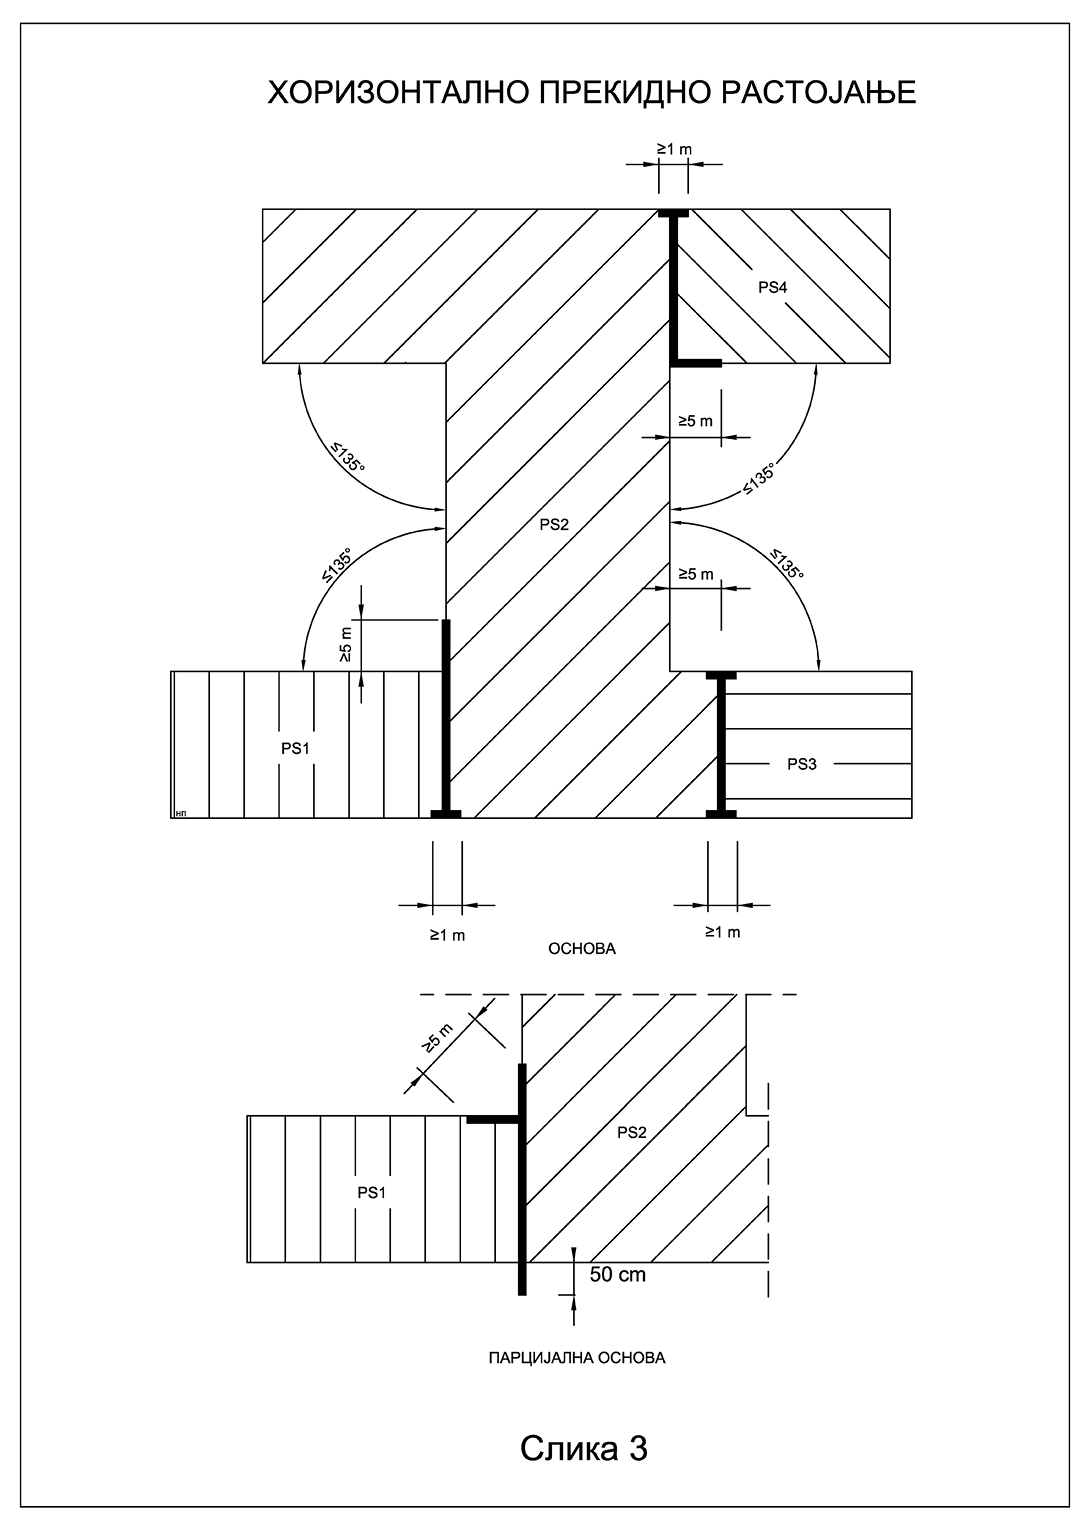 ХОРИЗОНТАЛНО ПРЕКИДНО РАСТОЈАЊЕ
≥1 m
PS4
≥5 m
≤135°
≤135°
PS2
≤135°
≥5 m
≤135°
≥5 m
PS1
PS3
нп
≥1 m
≥1 m
ОСНОВА
≥5 m
PS2
PS1
50 cm
ПАРЦИЈАЛНА ОСНОВА
Слика 3